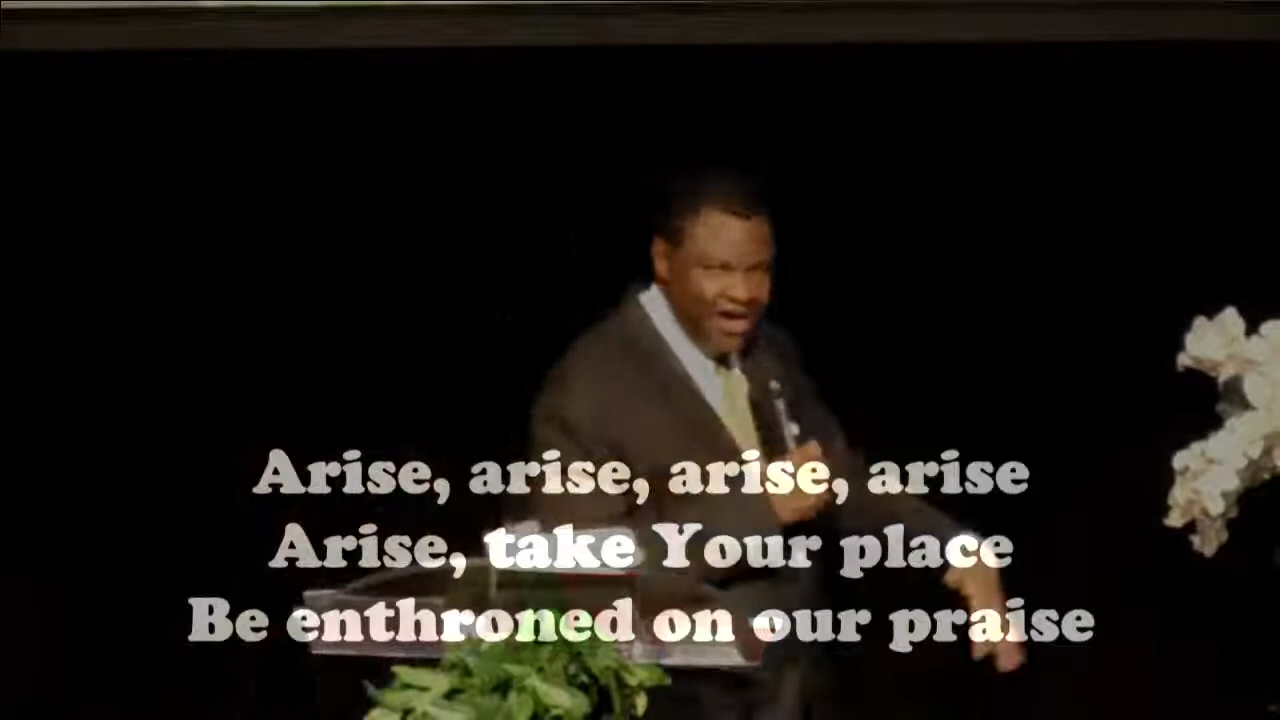 Arise, arise, arise, arise
Arise, take Your place
Be enthroned on our praise